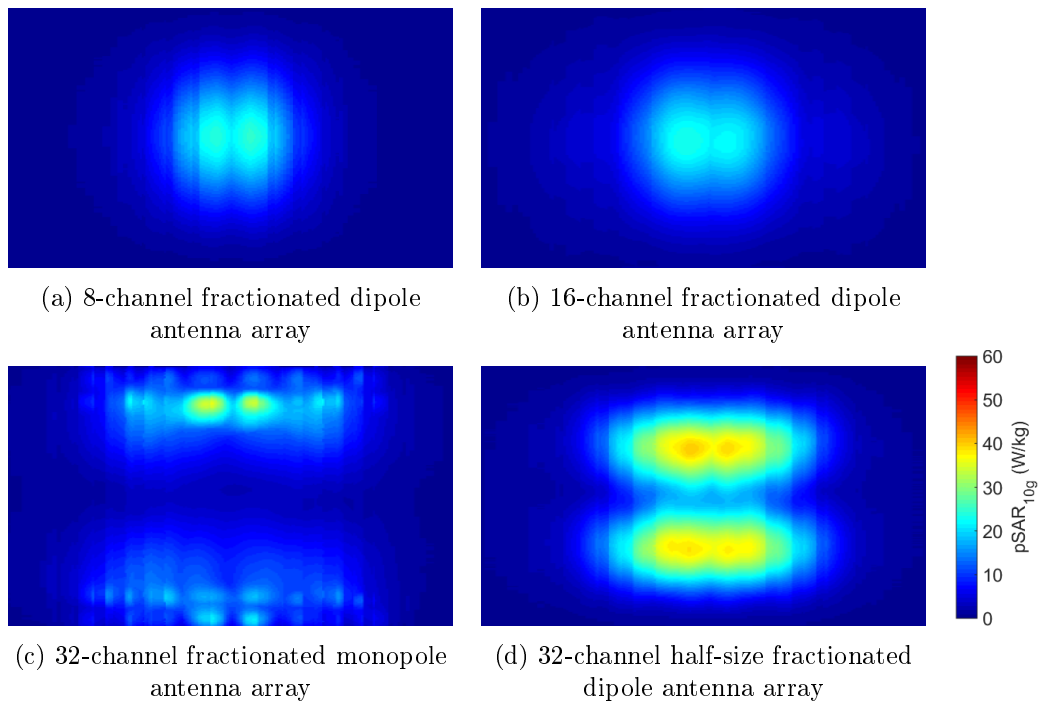 (a) 8-channel fractionated dipole
antenna array
(b) 16-channel fractionated dipole
antenna array
60
50
40
30
20
10
0
pSAR10g (W/kg)
(c) 32-channel fractionated monopole
antenna array
(d) 32-channel half-size fractionated
dipole antenna array